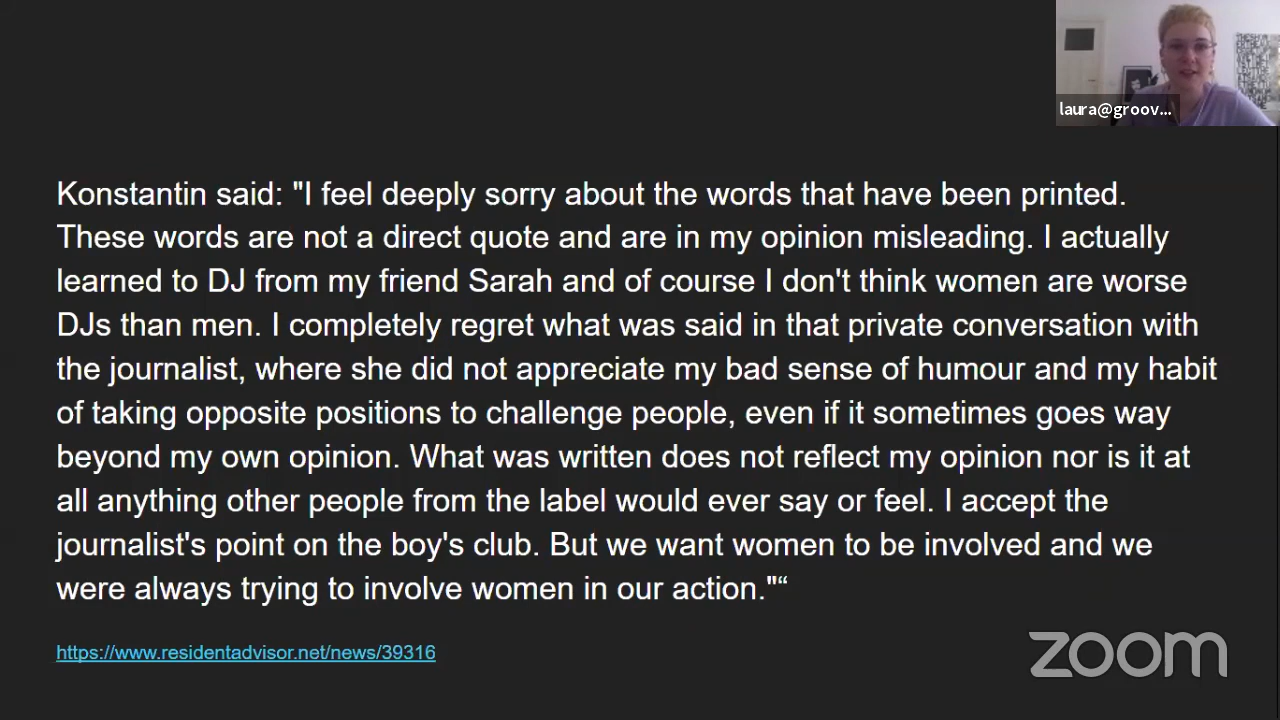 laura@groov...
Konstantin said: "I feel deeply sorry about the words that have been printed.
These words are not a direct quote and are in my opinion misleading. I actually
learned to DJ from my friend Sarah and of course I don't think women are worse
DJs than men. I completely regret what was said in that private conversation with
the journalist, where she did not appreciate my bad sense of humour and my habit
of taking opposite positions to challenge people, even if it sometimes goes way
beyond my own opinion. What was written does not reflect my opinion nor is it at
all anything other people from the label would ever say or feel. I accept the
journalist's point on the boy's club. But we want women to be involved and we
were always trying to involve women in our action."“
https://www.residentadvisor.net/news/39316
zoom